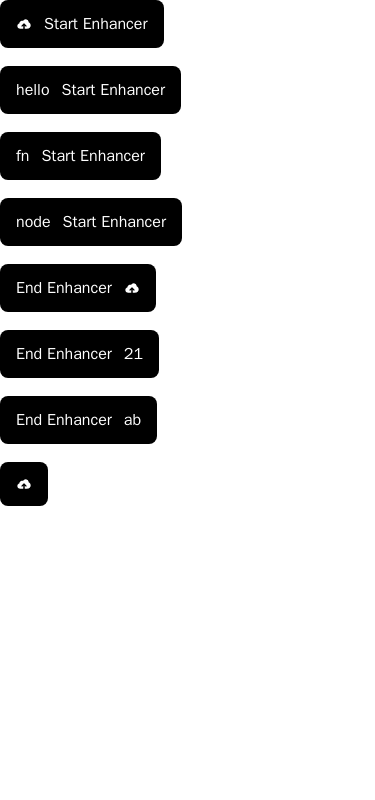 Start Enhancer
hello Start Enhancer
fn Start Enhancer
node Start Enhancer
End Enhancer
End Enhancer 21
End Enhancer ab